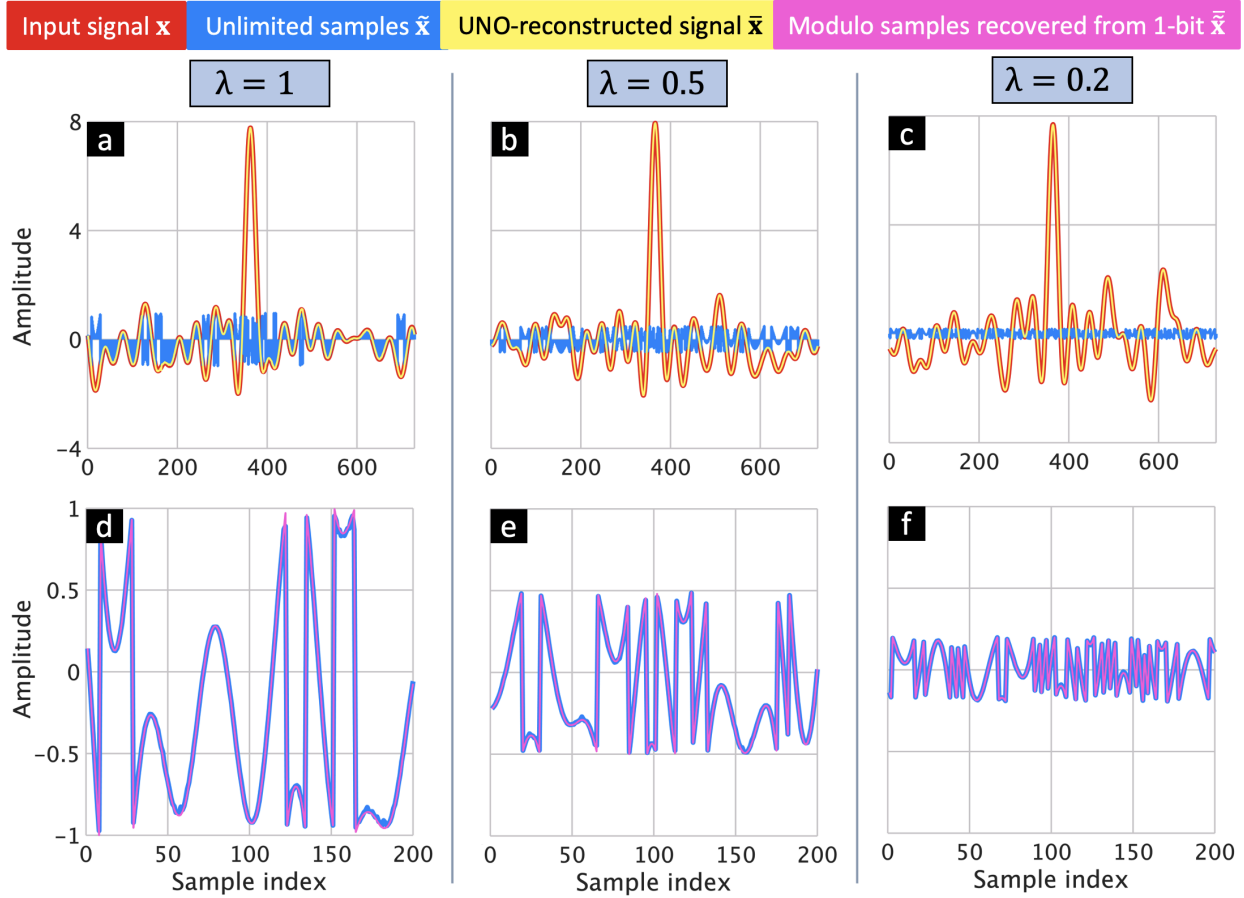 Input signal 𝐱 Unlimited samples 𝐱̃ UNO-reconstructed signal 𝐱̄ Modulo samples recovered from 1-bit 𝐱̃̄
λ = 1 λ = 0.5 λ = 0.2
a b c
8
4
0
−4
Amplitude
0 200 400 600
0 200 400 600
0 200 400 600
d e f
1
0.5
0
−0.5
−1
Amplitude
0 50 100 150 200
0 50 100 150 200
0 50 100 150 200
Sample index Sample index Sample index